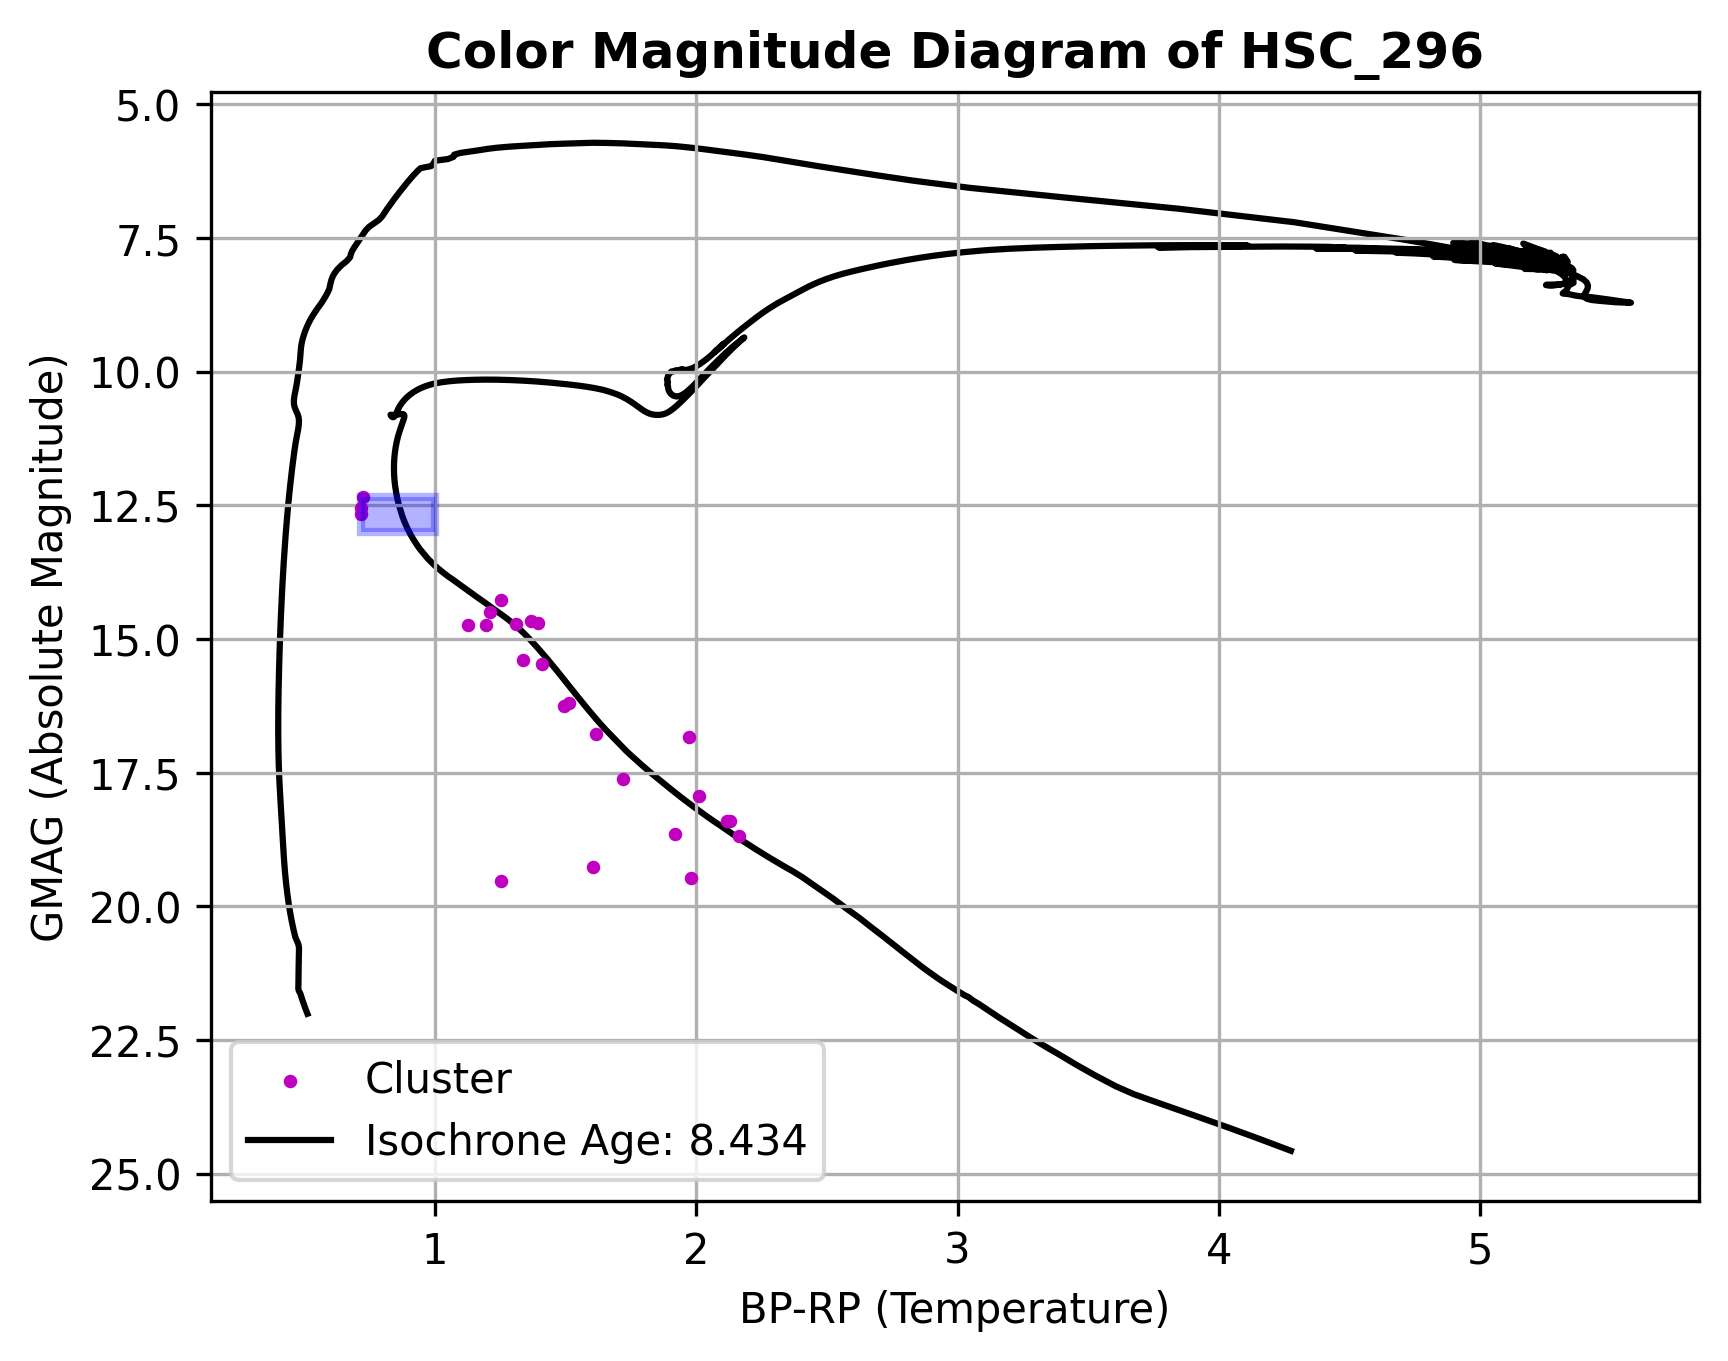 Color Magnitude Diagram of HSC_296
5.0
7.5
10.0
12.5
15.0
17.5
20.0
22.5
25.0
GMAG (Absolute Magnitude)
Cluster
Isochrone Age: 8.434
1
2
3
4
5
BP-RP (Temperature)